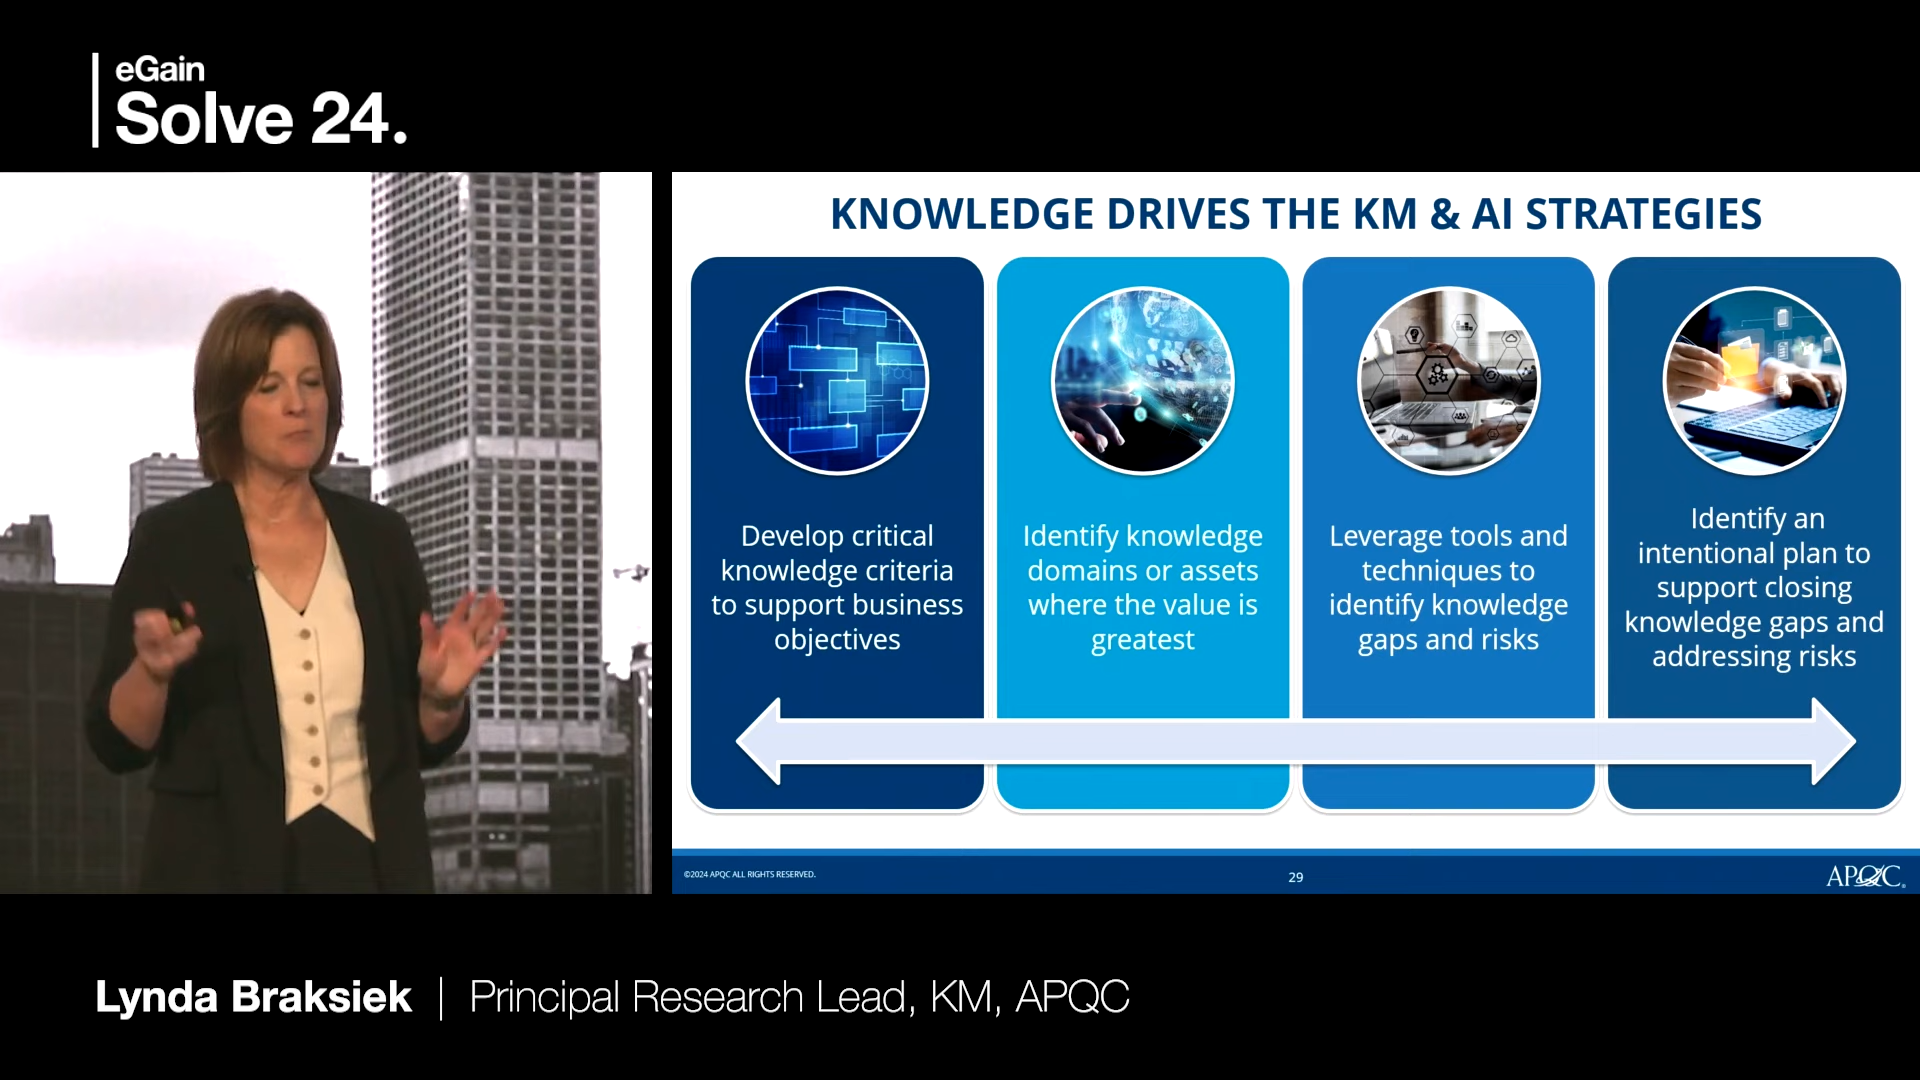 eGain
Solve 24.
KNOWLEDGE DRIVES THE KM & AI STRATEGIES
Develop critical
knowledge criteria
to support business
objectives
Identify knowledge
domains or assets
where the value is
greatest
Leverage tools and
techniques to
identify knowledge
gaps and risks
Identify an
intentional plan to
support closing
knowledge gaps and
addressing risks
©2024 APQC ALL RIGHTS RESERVED.
29
APQC
Lynda Braksiek | Principal Research Lead, KM, APQC